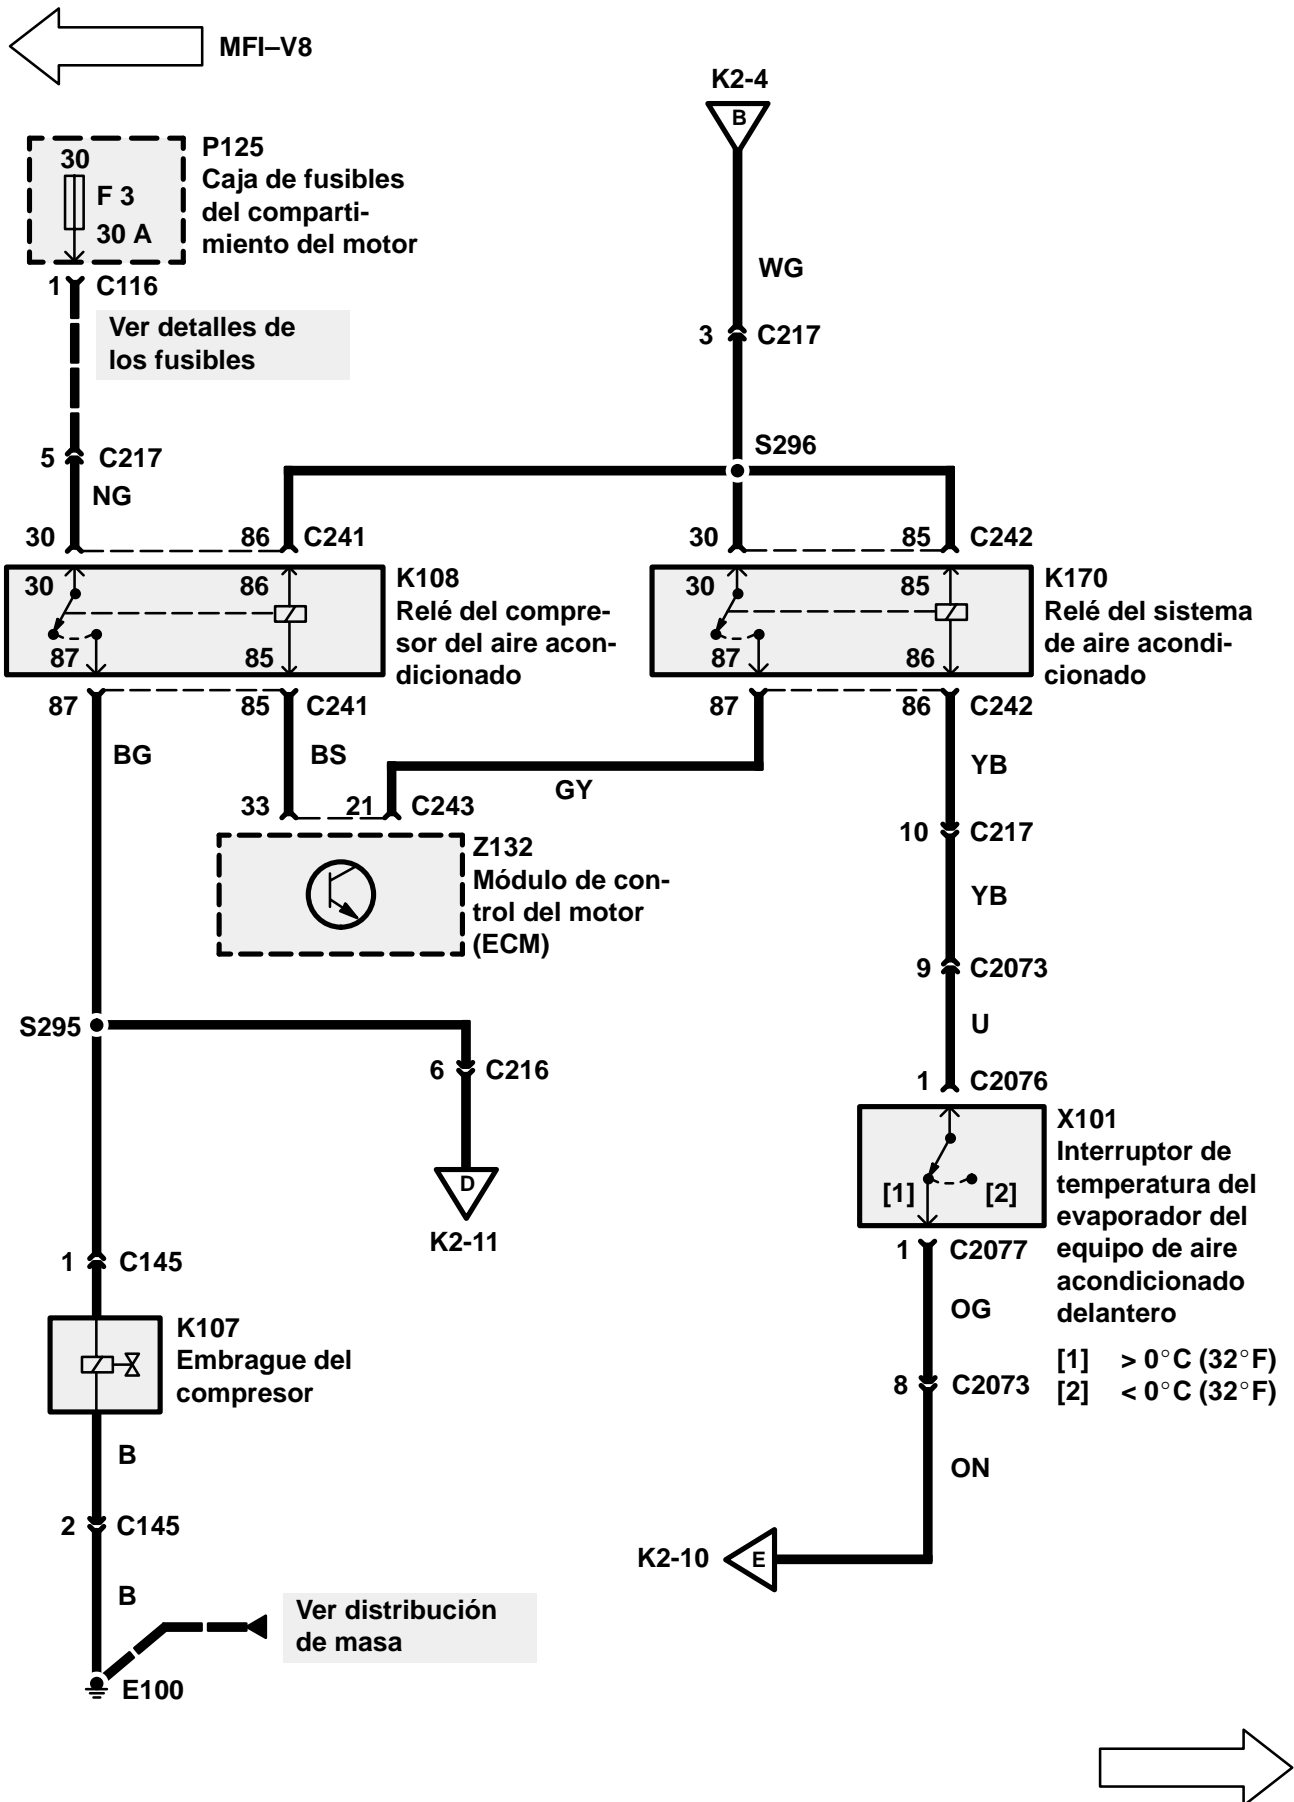 MFI–V8
K2-4
B
P125
Caja de fusibles
del comparti-
miento del motor
30
F 3
30 A
1
C116
Ver detalles de
los fusibles
WG
3
C217
5
C217
NG
S296
30
86
C241
30
85
C242
30
86
87
85
K108
Relé del compre-
sor del aire acon-
dicionado
30
85
87
86
K170
Relé del sistema
de aire acondi-
cionado
87
85
C241
87
86
C242
BG
BS
GY
YB
33
21
C243
10
C217
Z132
Módulo de con-
trol del motor
(ECM)
YB
9
C2073
S295
U
6
C216
1
C2076
D
K2-11
X101
Interruptor de
temperatura del
evaporador del
equipo de aire
acondicionado
delantero
[1]
[2]
[1] > 0°C (32°F)
[2] < 0°C (32°F)
1
C2077
1
C145
OG
K107
Embrague del
compresor
8
C2073
B
ON
2
C145
K2-10
E
B
Ver distribución
de masa
E100